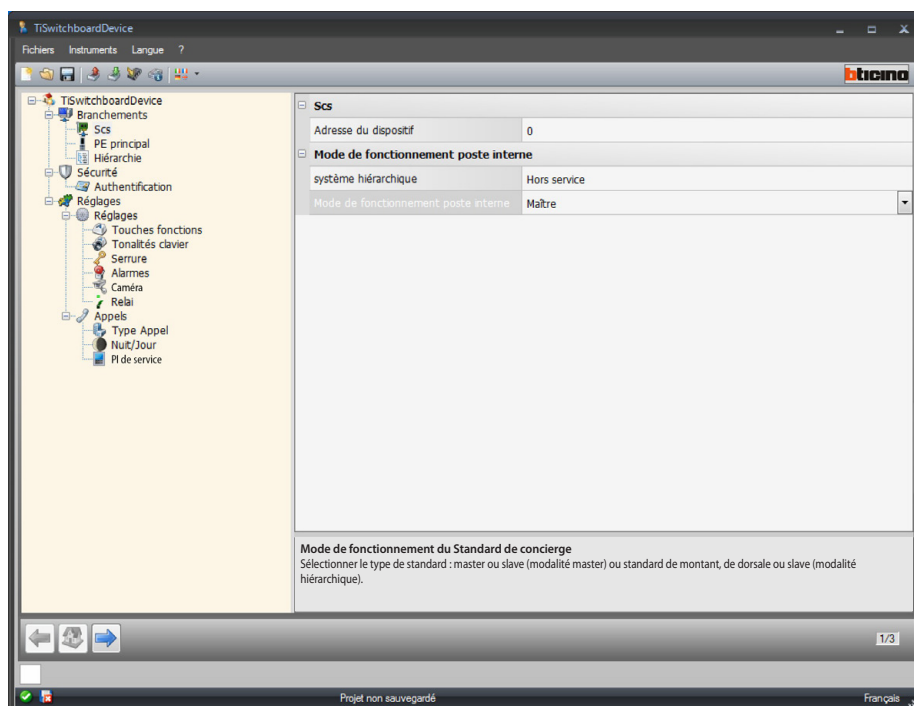 TiSwitchboardDevice
Fichiers Instruments Langue ?
bticino
TiSwitchboardDevice
Branchements
Scs
PE principal
Hiérarchie
Sécurité
Authentification
Réglages
Réglages
Touches fonctions
Tonalités clavier
Serrure
Alarmes
Caméra
Relai
Appels
Type Appel
Nuit/Jour
PI de service
Scs
Adresse du dispositif 0
Mode de fonctionnement poste interne
système hiérarchique Hors service
Mode de fonctionnement poste interne Maître
Mode de fonctionnement du Standard de concierge
Sélectionner le type de standard : master ou slave (modalité master) ou standard de montant, de dorsale ou slave (modalité
hiérarchique).
1/3
Projet non sauvegardé Français